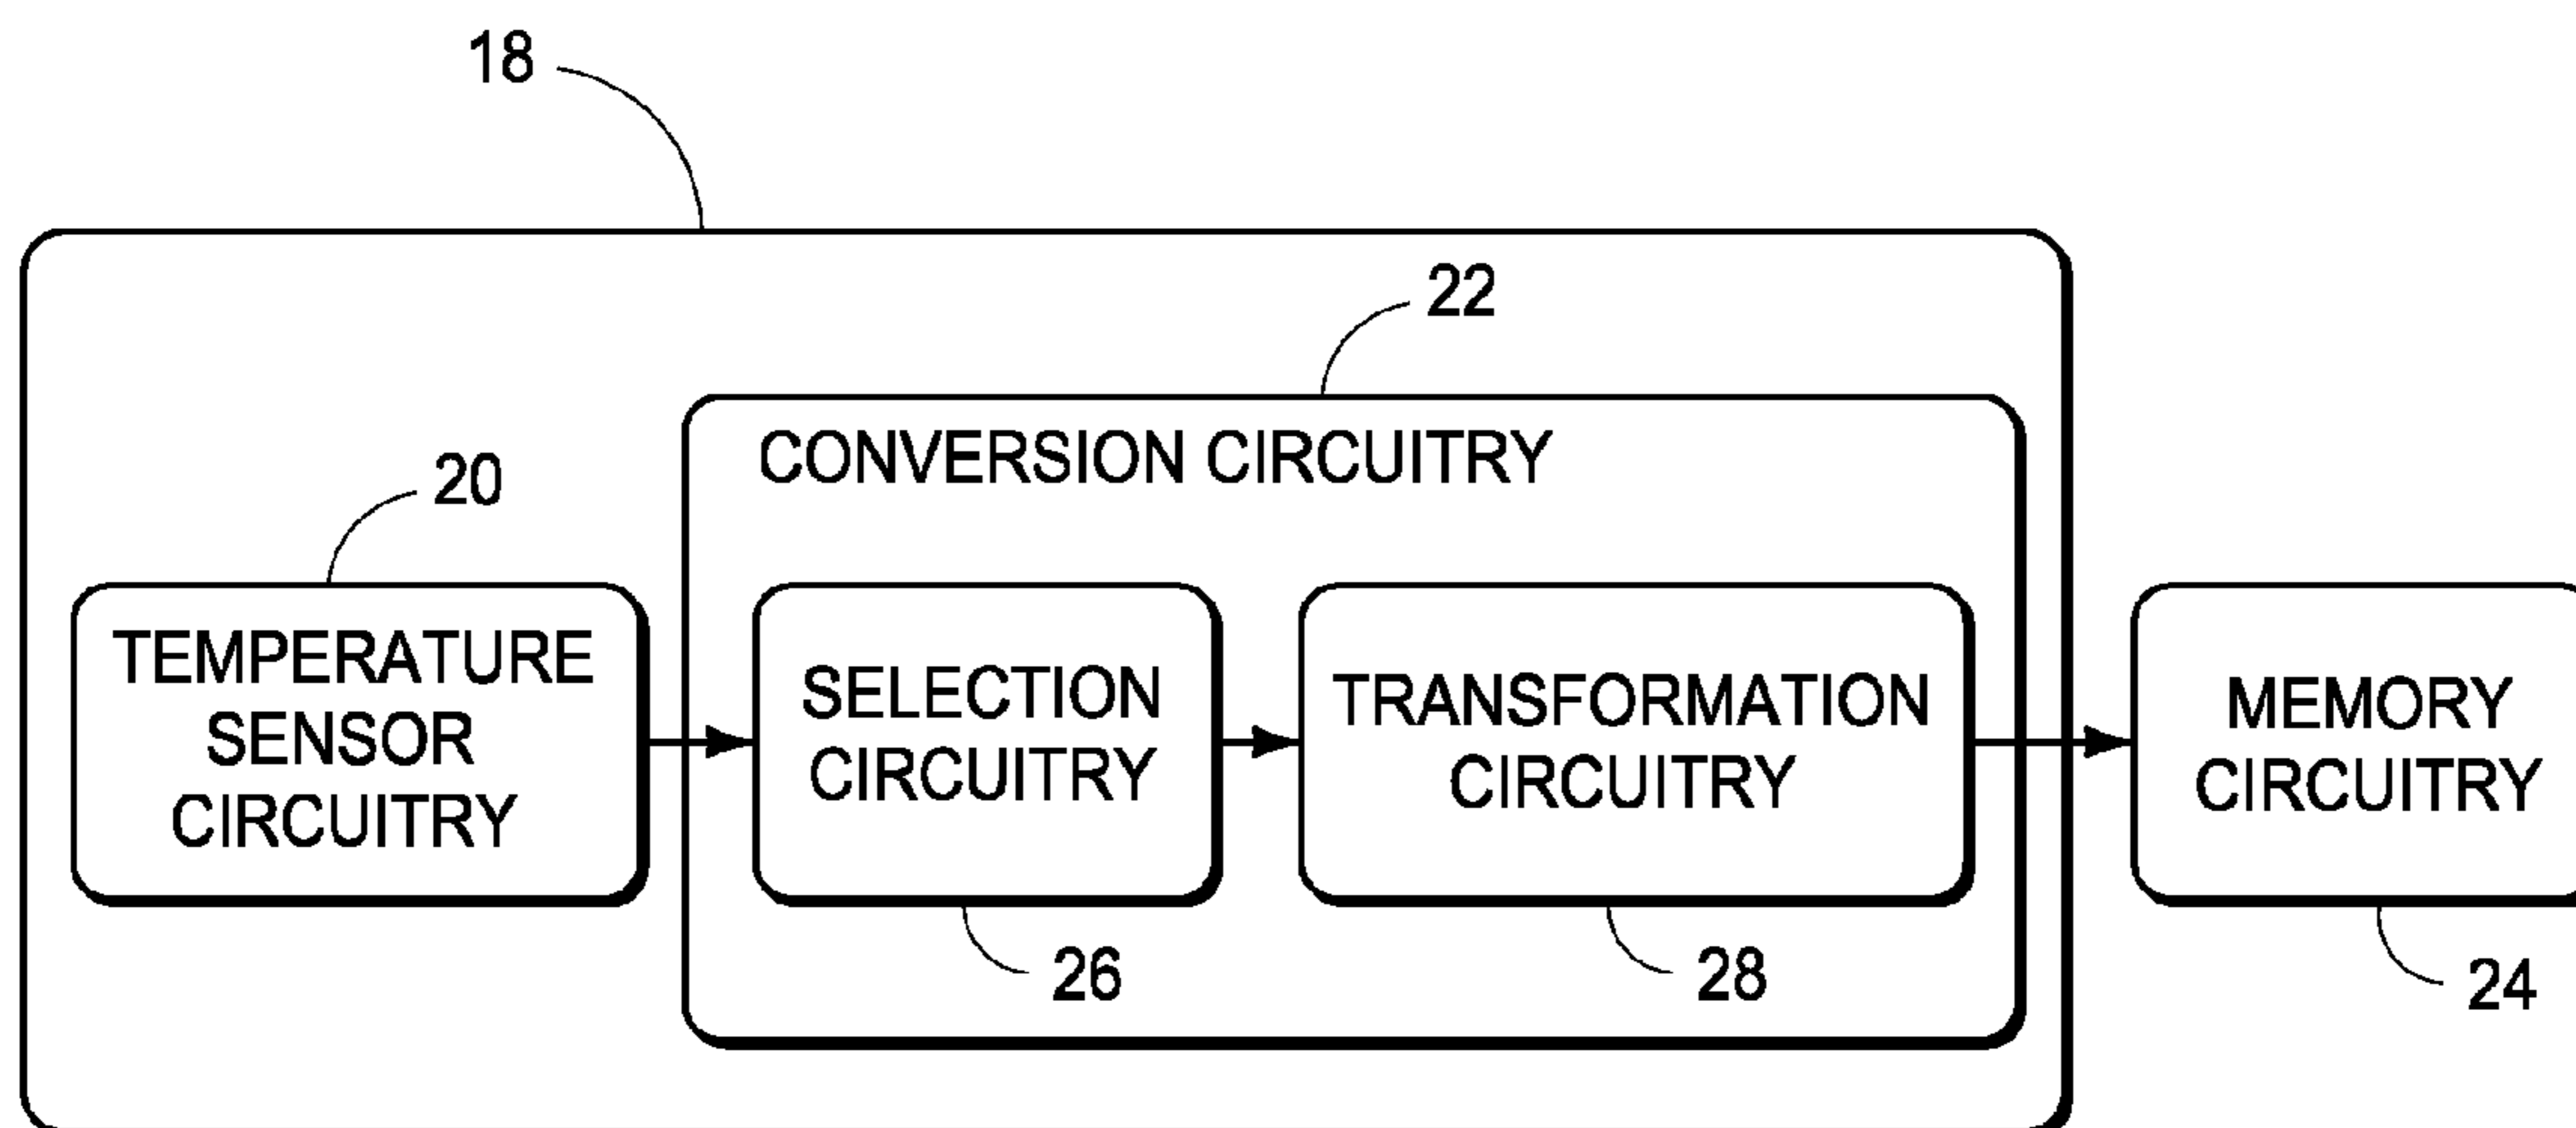 18
22
CONVERSION CIRCUITRY
20
TEMPERATURE
SENSOR
CIRCUITRY
SELECTION
CIRCUITRY
TRANSFORMATION
CIRCUITRY
MEMORY
CIRCUITRY
26
28
24